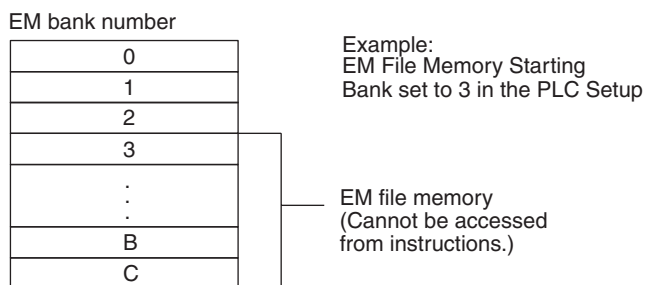 EM bank number
0
1
2
3
.
.
.
B
C
Example:
EM File Memory Starting
Bank set to 3 in the PLC Setup
EM file memory
(Cannot be accessed
from instructions.)